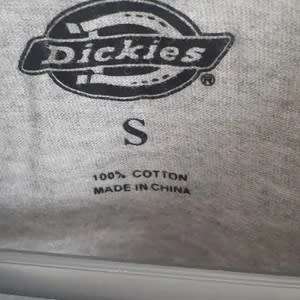 Dickies
®
S
100% COTTON
MADE IN CHINA